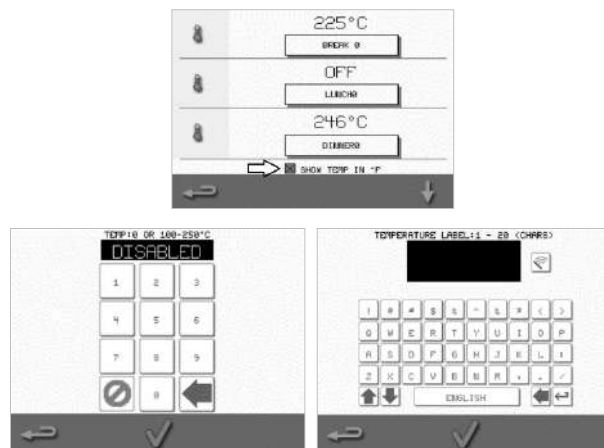 225°C
BREAK 0
OFF
LUNCH0
246°C
DINNER0
SHOW TEMP IN °F
TEMP:0 OR 100-250°C
DISABLED
1 2 3
4 5 6
7 8 9
0
TEMPERATURE LABEL:1 - 20 (CHARS)
! @ # $ % ^ & * ( )
Q W E R T Y U I O P
A S D F G H J K L :
Z X C V B N M , . /
ENGLISH